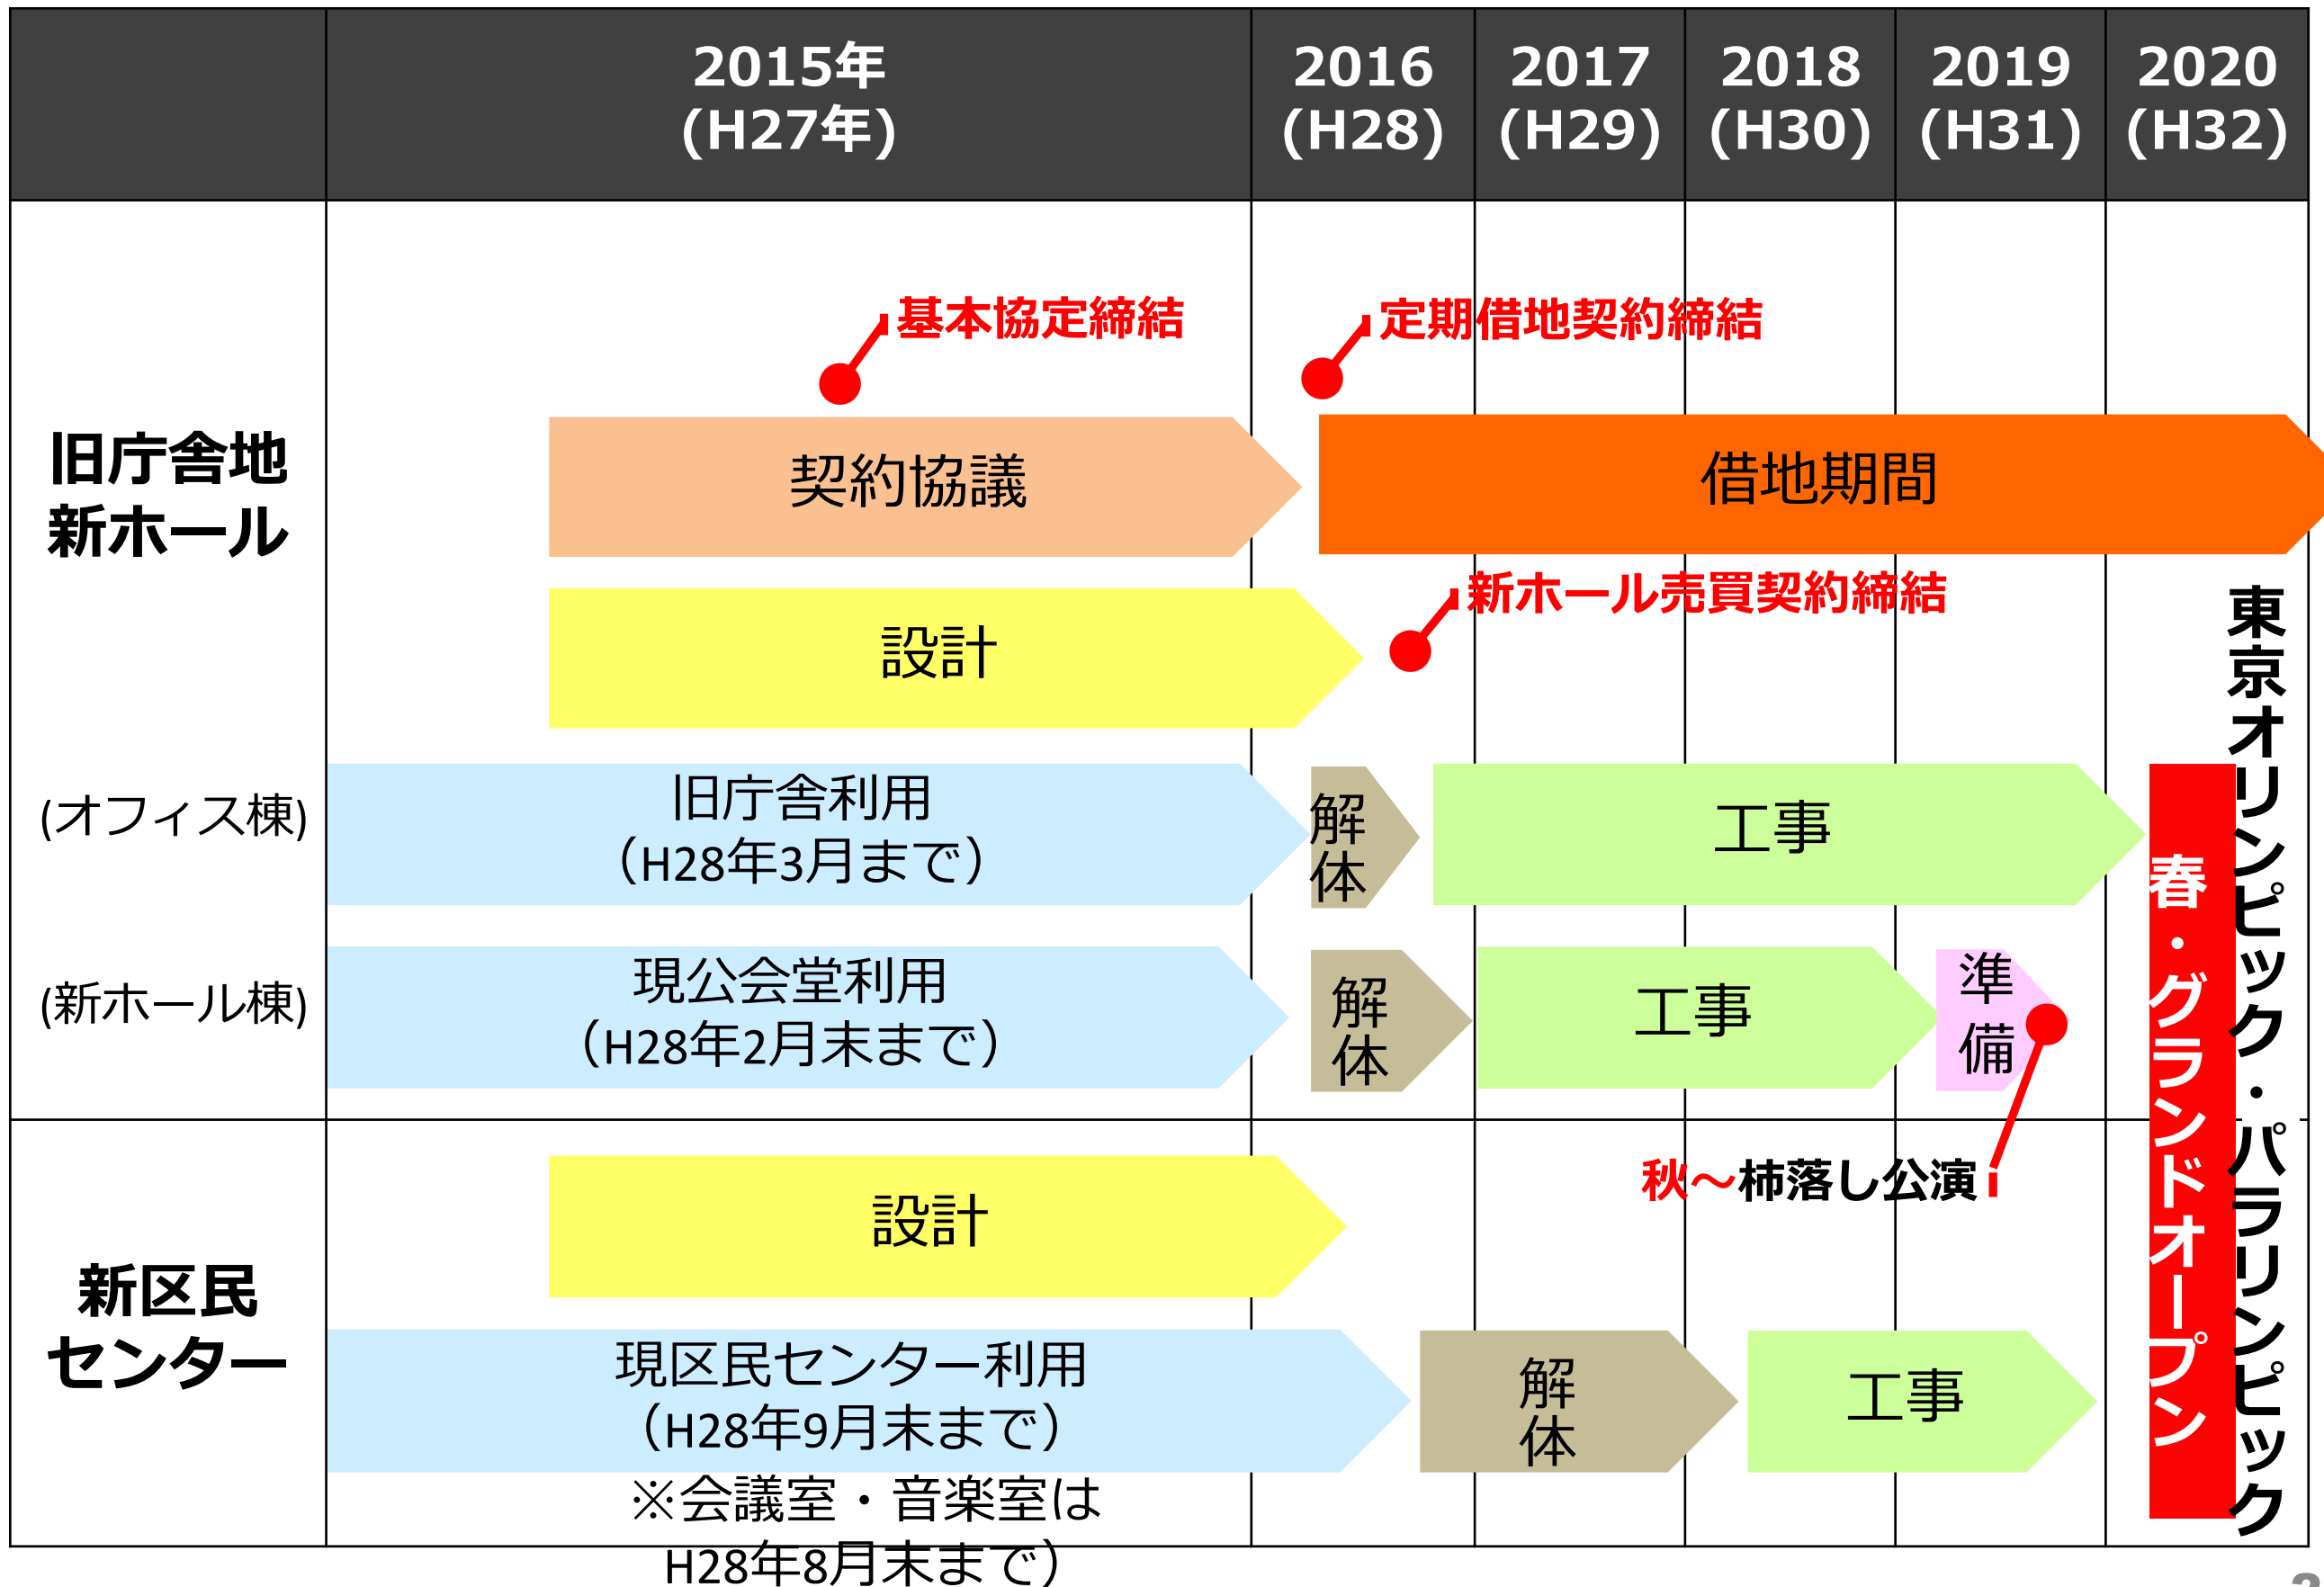 2015年
(H27年)
2016
(H28)
2017
(H29)
2018
(H30)
2019
(H31)
2020
(H32)
旧庁舎地
新ホール
基本協定締結
定期借地契約締結
契約協議
借地期間
新ホール売買契約締結
設計
(オフィス棟)
旧庁舎利用
（H28年3月まで）
解体
工事
(新ホール棟)
現公会堂利用
（H28年2月末まで）
解体
工事
準備
秋～柿落し公演
新区民
センター
設計
現区民センター利用
（H28年9月末まで）
※会議室・音楽室は
H28年8月末まで）
解体
工事
春・グランドオープン
東京オリンピック・パラリンピック